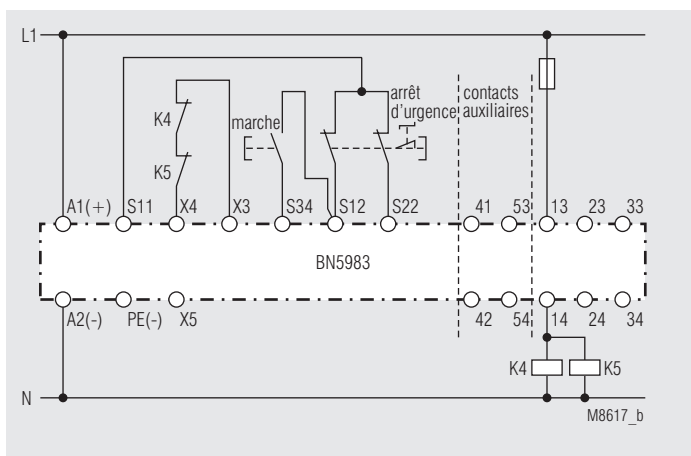 L1
arrêt
d'urgence
contacts
auxiliaires
marche
K4
K5
A1(+) S11 X4 X3 S34 S12 S22 41 53 13 23 33
BN5983
A2(-) PE(-) X5 42 54 14 24 34
K4 K5
N
M8617_b